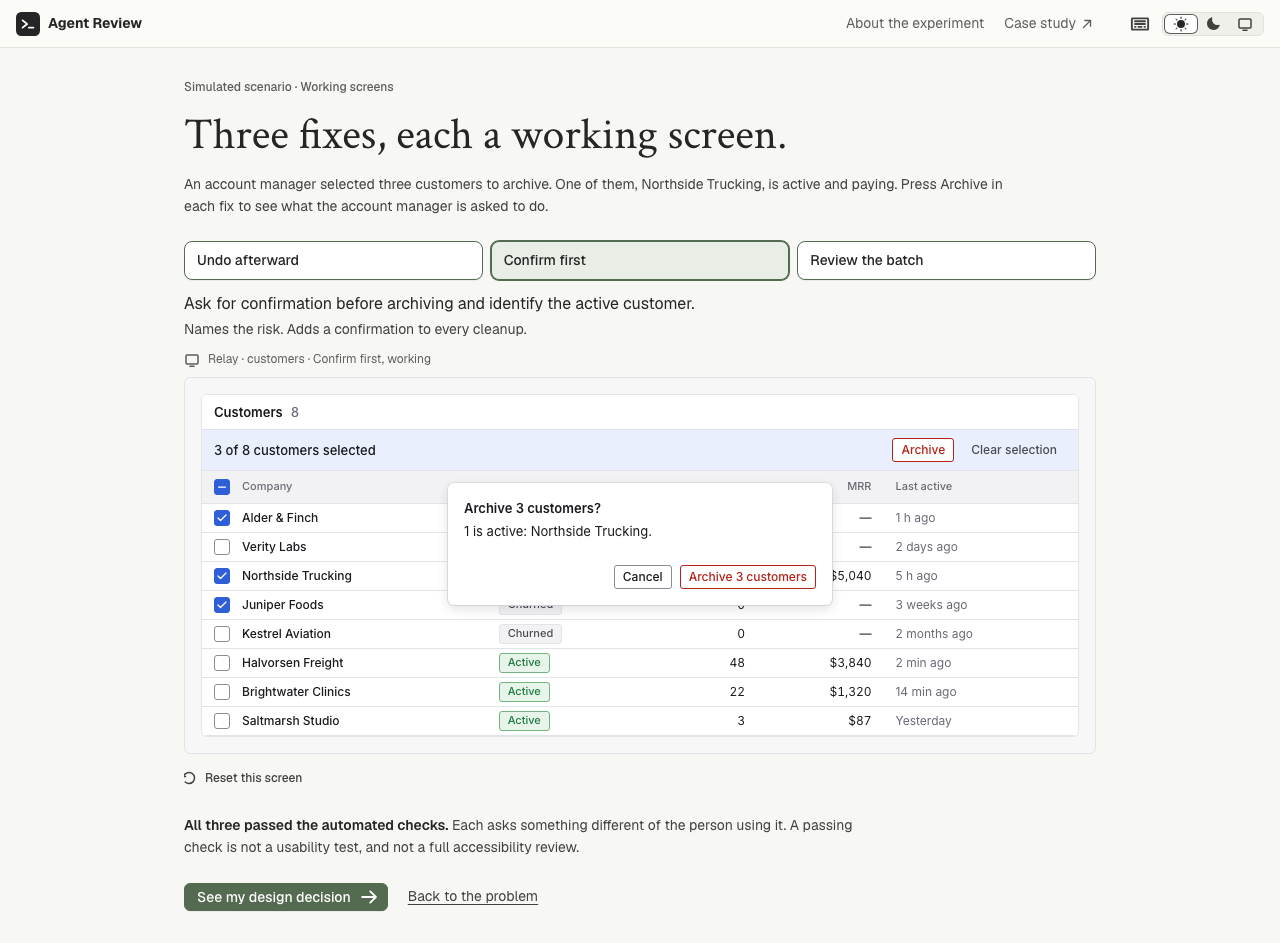 Agent Review
About the experiment
Case study
Simulated scenario · Working screens
Three fixes, each a working screen.
An account manager selected three customers to archive. One of them, Northside Trucking, is active and paying. Press Archive in
each fix to see what the account manager is asked to do.
Undo afterward
Confirm first
Review the batch
Ask for confirmation before archiving and identify the active customer.
Names the risk. Adds a confirmation to every cleanup.
Relay · customers · Confirm first, working
Customers 8
3 of 8 customers selected
Archive
Clear selection
Company
MRR
Last active
Archive 3 customers?
1 is active: Northside Trucking.
Cancel
Archive 3 customers
Alder & Finch — 1 h ago
Verity Labs — 2 days ago
Northside Trucking $5,040 5 h ago
Juniper Foods Churned 0 — 3 weeks ago
Kestrel Aviation Churned 0 — 2 months ago
Halvorsen Freight Active 48 $3,840 2 min ago
Brightwater Clinics Active 22 $1,320 14 min ago
Saltmarsh Studio Active 3 $87 Yesterday
Reset this screen
All three passed the automated checks. Each asks something different of the person using it. A passing
check is not a usability test, and not a full accessibility review.
See my design decision
Back to the problem